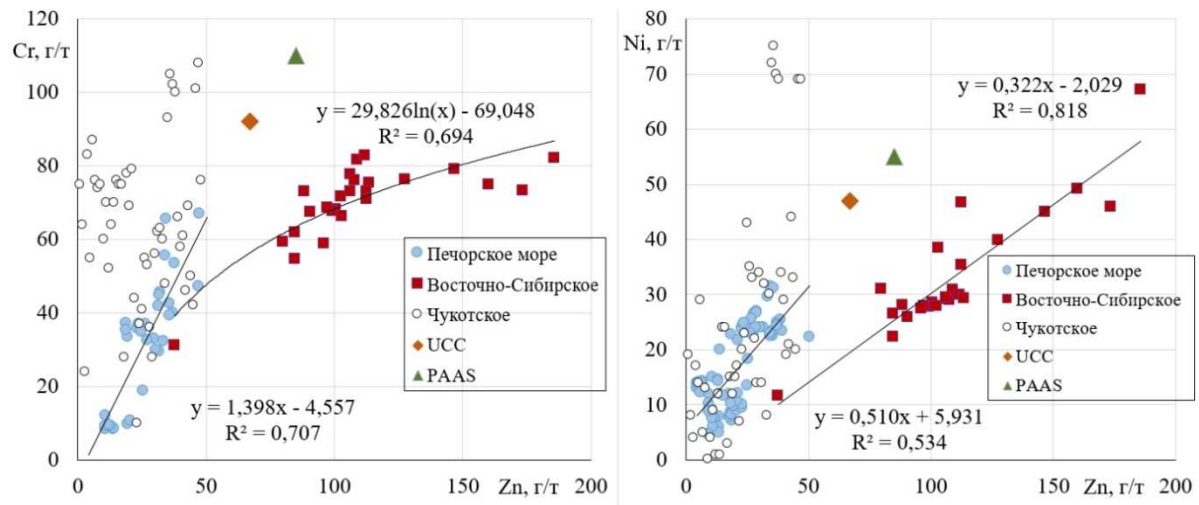 Cr, г/т
120
100
80
60
40
20
0
y = 29,826ln(x) - 69,048
R² = 0,694
Печорское море
Восточно-Сибирское
Чукотское
UCC
PAAS
y = 1,398x - 4,557
R² = 0,707
0
50
100
150
Zn, г/т
200
Ni, г/т
80
70
60
50
40
30
20
10
0
y = 0,322x - 2,029
R² = 0,818
Печорское море
Восточно-Сибирское
Чукотское
UCC
PAAS
y = 0,510x + 5,931
R² = 0,534
0
50
100
150
Zn, г/т
200